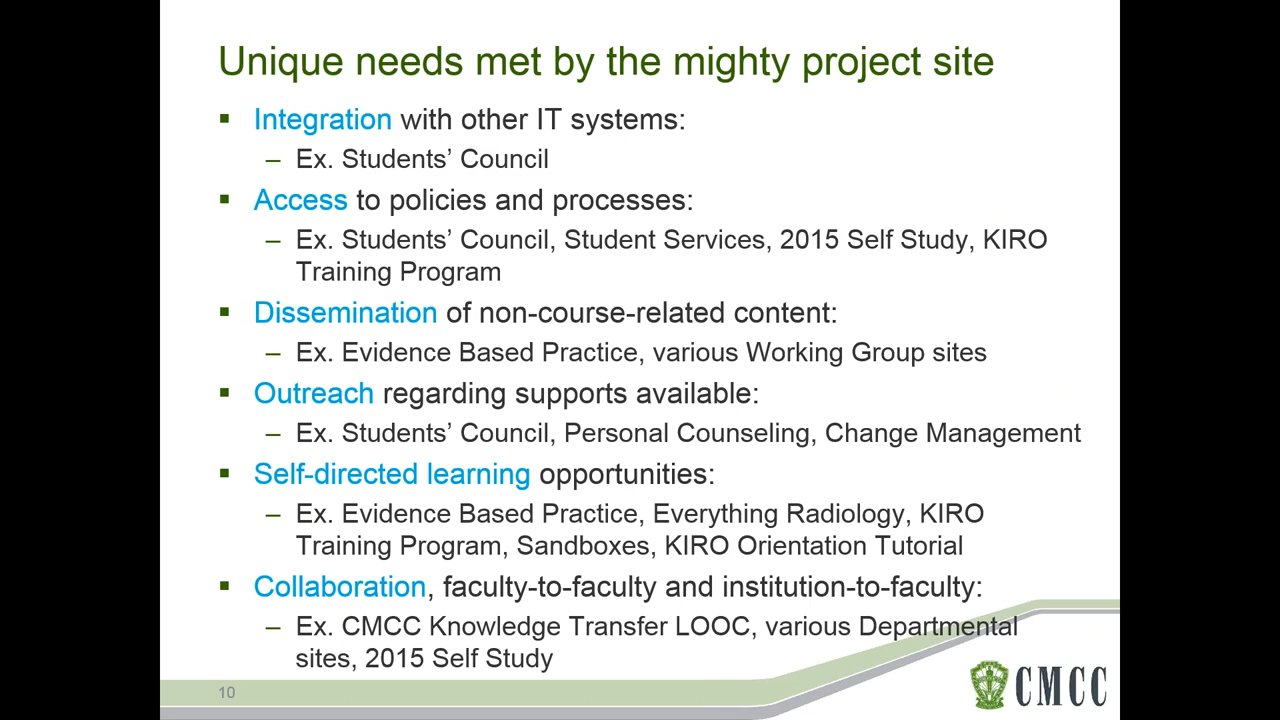 Unique needs met by the mighty project site
▪ Integration with other IT systems:
– Ex. Students’ Council
▪ Access to policies and processes:
– Ex. Students’ Council, Student Services, 2015 Self Study, KIRO
Training Program
▪ Dissemination of non-course-related content:
– Ex. Evidence Based Practice, various Working Group sites
▪ Outreach regarding supports available:
– Ex. Students’ Council, Personal Counseling, Change Management
▪ Self-directed learning opportunities:
– Ex. Evidence Based Practice, Everything Radiology, KIRO
Training Program, Sandboxes, KIRO Orientation Tutorial
▪ Collaboration, faculty-to-faculty and institution-to-faculty:
– Ex. CMCC Knowledge Transfer LOOC, various Departmental
sites, 2015 Self Study
10
CMCC